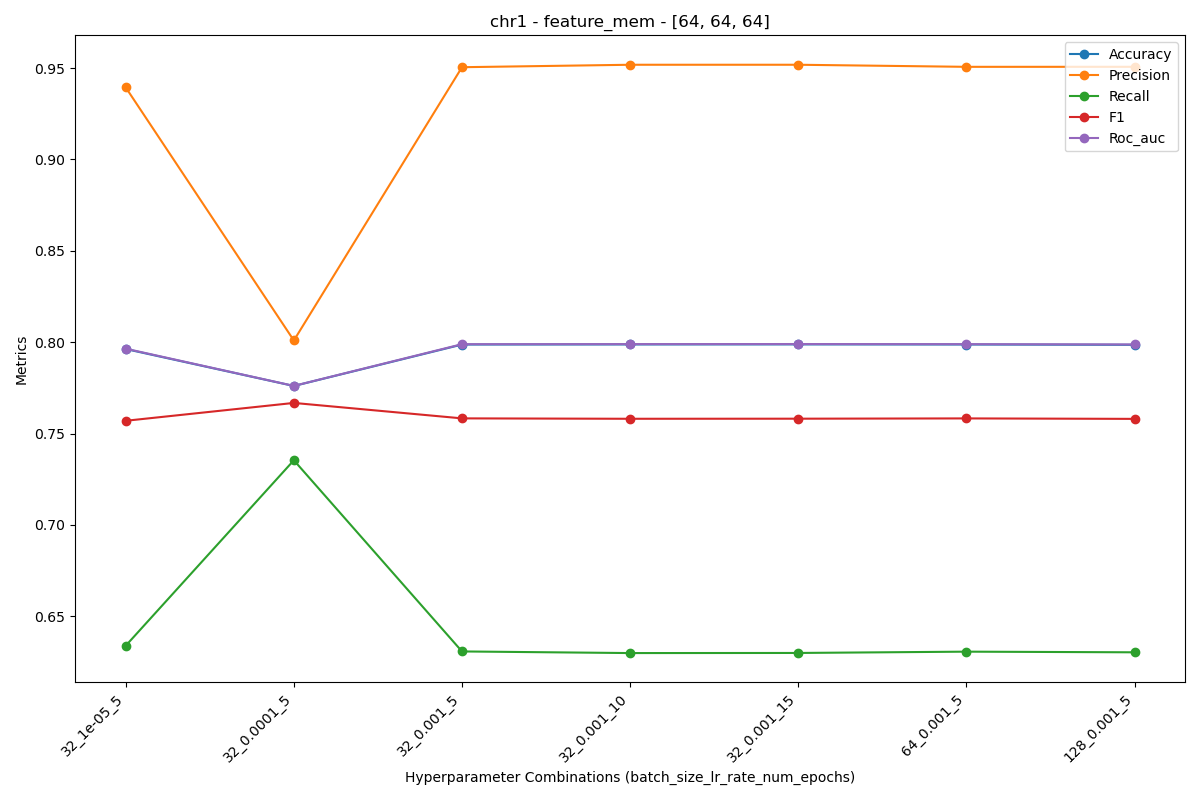 chr1 - feature_mem - [64, 64, 64]
Accuracy
Precision
Recall
F1
Roc_auc
0.95
0.90
0.85
0.80
0.75
0.70
0.65
Metrics
32_1e-05_5
32_0.0001_5
32_0.001_5
32_0.001_10
32_0.001_15
64_0.001_5
128_0.001_5
Hyperparameter Combinations (batch_size_lr_rate_num_epochs)